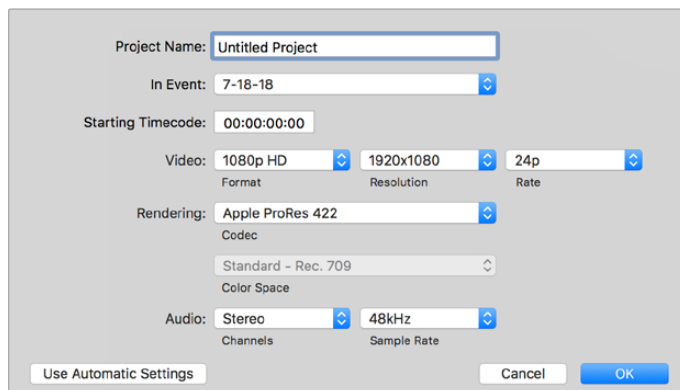 Project Name: Untitled Project
In Event: 7-18-18
Starting Timecode: 00:00:00:00
Video: 1080p HD 1920x1080 24p
Format Resolution Rate
Rendering: Apple ProRes 422
Codec
Standard - Rec. 709
Color Space
Audio: Stereo 48kHz
Channels Sample Rate
Use Automatic Settings Cancel OK